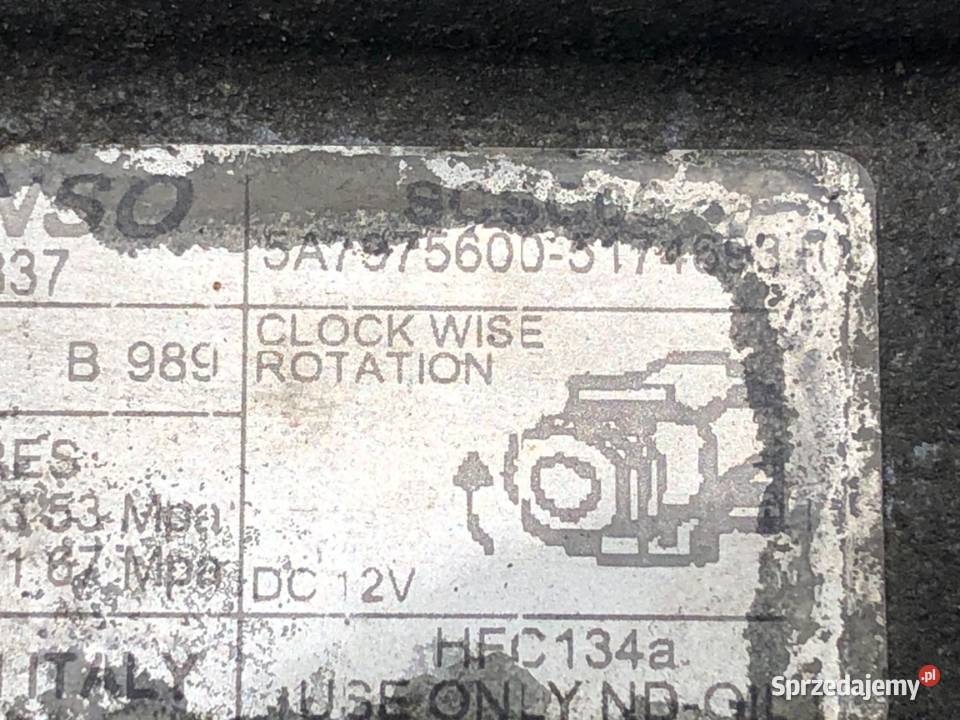 NSO
337
5A7975600-5174693
B 989
CLOCK WISE
ROTATION
RES
3.53 Mpa
1.67 Mpa
DC 12V
ITALY
HFC134a
USE ONLY ND-OIL
Sprzedajemy.pl